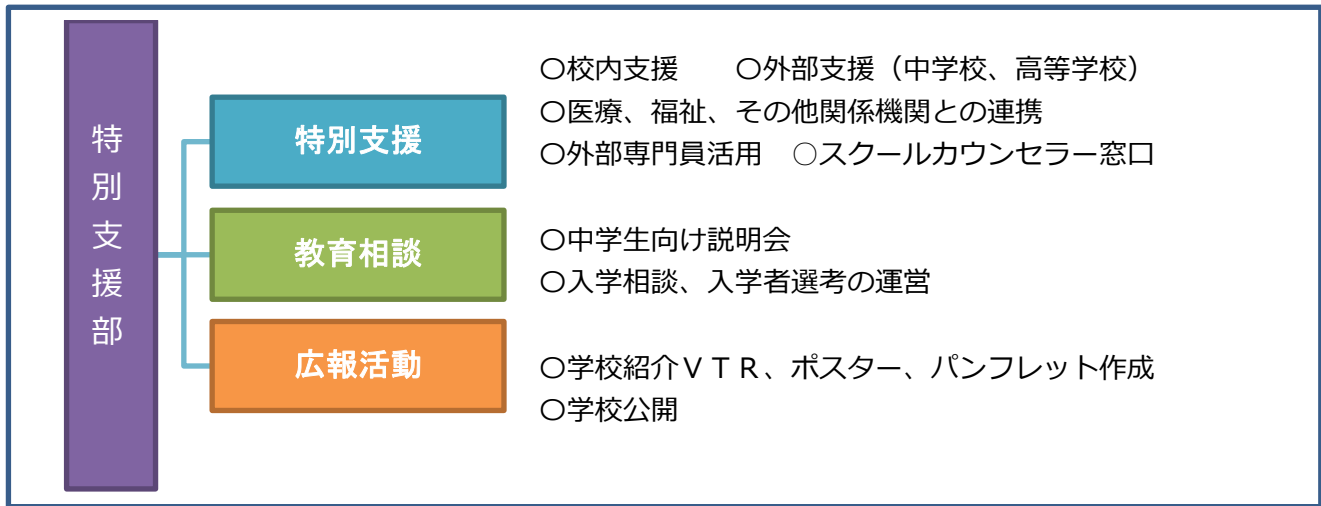 特別支援部
特別支援
〇校内支援　　〇外部支援（中学校、高等学校）
〇医療、福祉、その他関係機関との連携
〇外部専門員活用　○スクールカウンセラー窓口
教育相談
〇中学生向け説明会
〇入学相談、入学者選考の運営
広報活動
〇学校紹介ＶＴＲ、ポスター、パンフレット作成
〇学校公開